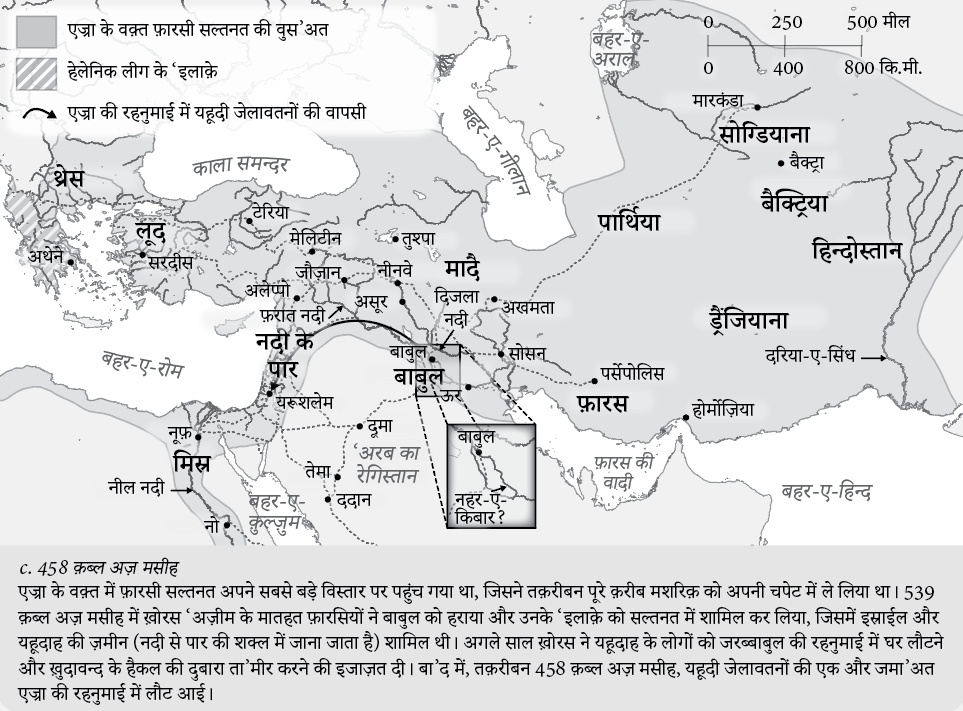 एज्रा के वक़्त फ़ारसी सल्तनत की वुस'अत
हेलेनिक लीग के 'इलाक़े
एज्रा की रहनुमाई में यहूदी जेलावतनों की वापसी
0 250 500 मील
0 400 800 कि.मी.
बहर-ए-
अराल
मारकंडा
सोग्डियाना
बैक्ट्रा
बैक्ट्रिया
बहर-ए-गीलान
काला समन्दर
थ्रेस
पार्थिया
हिन्दोस्तान
टेरिया
लूद
सरदीस
अथेने
मेलिटीन
तुश्पा
जौज़ान
नीनवे
मादै
अलेप्पो
असूर
दिजला
नदी
अखमता
फ़रात नदी
ड्रैंजियाना
नदी के
पार
बहर-ए-रोम
बाबुल
बाबुल
सोसन
दरिया-ए-सिंध
ऊर
पर्सेपोलिस
फ़ारस
यरूशलेम
होर्मोज़िया
नूफ़
दूमा
मिस्र
'अरब का
रेगिस्तान
बाबुल
फ़ारस की
वादी
तेमा
नील नदी
ददान
बहर-ए-
क़ुल्ज़ुम
नहर-ए-
किबार?
बहर-ए-हिन्द
नो
c. 458 क़ब्ल अज़ मसीह
एज्रा के वक़्त में फ़ारसी सल्तनत अपने सबसे बड़े विस्तार पर पहुंच गया था, जिसने तक़रीबन पूरे क़रीब मशरिक़ को अपनी चपेट में ले लिया था। 539
क़ब्ल अज़ मसीह में ख़ोरस 'अज़ीम के मातहत फ़ारसियों ने बाबुल को हराया और उनके 'इलाक़े को सल्तनत में शामिल कर लिया, जिसमें इस्राईल और
यहूदाह की ज़मीन (नदी से पार की शक्ल में जाना जाता है) शामिल थी। अगले साल ख़ोरस ने यहूदाह के लोगों को जरब्बाबुल की रहनुमाई में घर लौटने
और ख़ुदावन्द के हैकल की दुबारा ता'मीर करने की इजाज़त दी। बा'द में, तक़रीबन 458 क़ब्ल अज़ मसीह, यहूदी जेलावतनों की एक और जमा'अत
एज्रा की रहनुमाई में लौट आई।